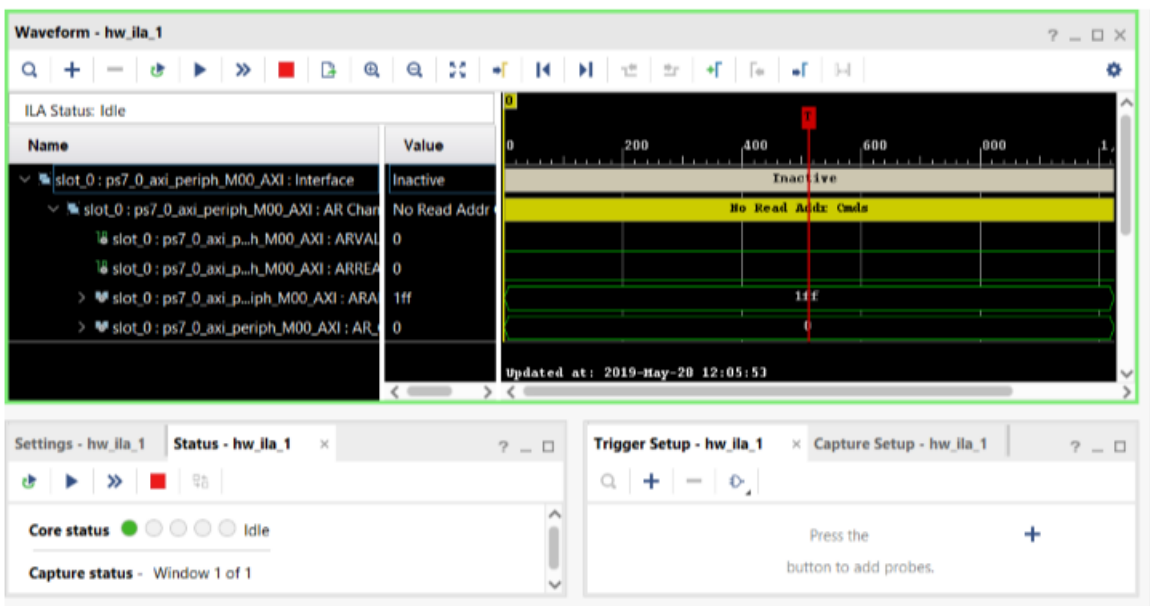 Waveform - hw_ila_1
ILA Status: Idle
Name Value
slot_0 : ps7_0_axi_periph_M00_AXI : Interface Inactive
slot_0 : ps7_0_axi_periph_M00_AXI : AR Chan No Read Addr
slot_0 : ps7_0_axi_p...h_M00_AXI : ARVAL 0
slot_0 : ps7_0_axi_p...h_M00_AXI : ARREA 0
slot_0 : ps7_0_axi_p...iph_M00_AXI : ARA 1ff
slot_0 : ps7_0_axi_periph_M00_AXI : AR_ 0
0
T
0 200 400 600 800 1,
Inactive
No Read Addr Cmds
1ff
0
Updated at: 2019-May-20 12:05:53
Settings - hw_ila_1 Status - hw_ila_1
Core status Idle
Capture status - Window 1 of 1
Trigger Setup - hw_ila_1 Capture Setup - hw_ila_1
Press the
button to add probes.